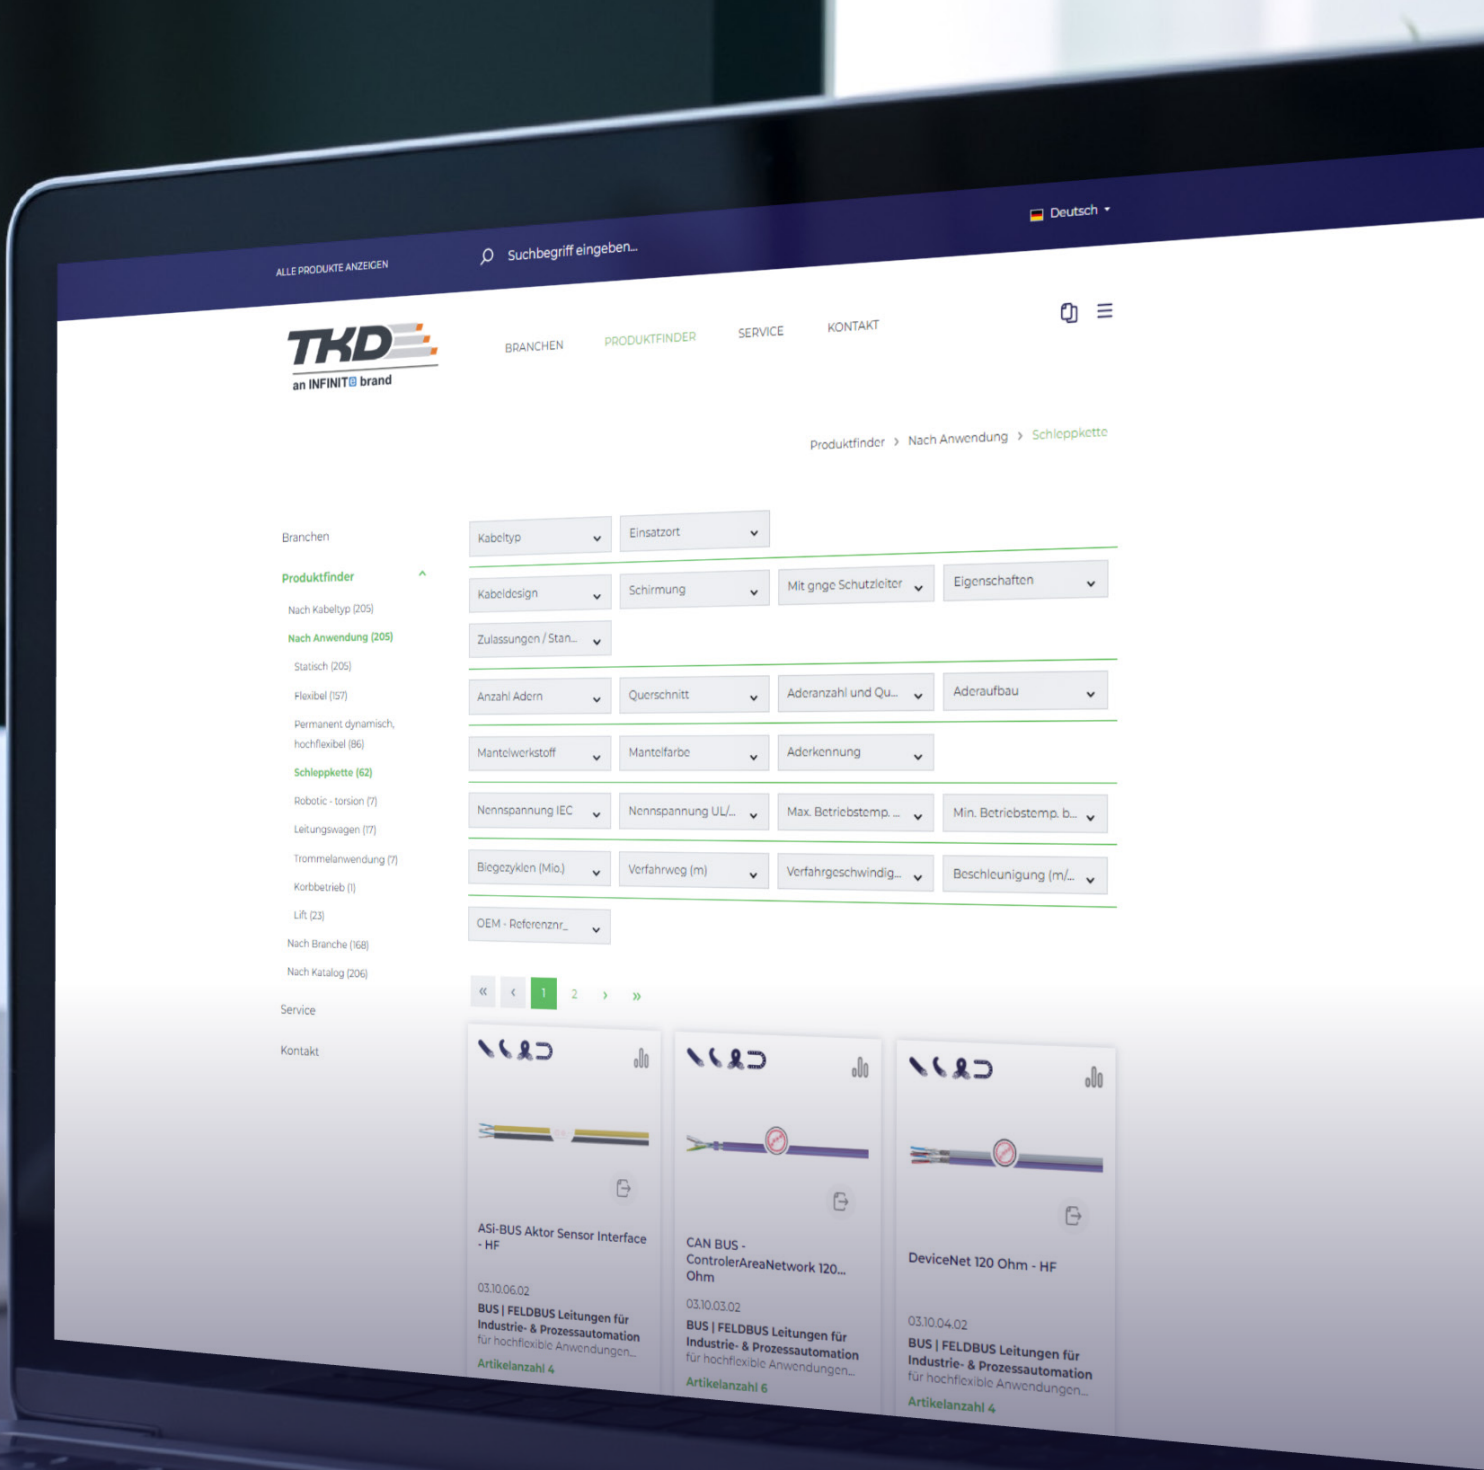 ALLE PRODUKTE ANZEIGEN
Suchbegriff eingeben...
Deutsch
TKD
an INFINITO brand
BRANCHEN
PRODUKTFINDER
SERVICE
KONTAKT
Produktfinder > Nach Anwendung > Schleppkette
Branchen
Produktfinder
Nach Kabeltyp (205)
Nach Anwendung (205)
Statisch (205)
Flexibel (157)
Permanent dynamisch,
hochflexibel (86)
Schleppkette (62)
Robotic - torsion (7)
Leitungswagen (17)
Trommelanwendung (7)
Korbbetrieb (1)
Lift (23)
Nach Branche (168)
Nach Katalog (206)
Service
Kontakt
Kabeltyp
Einsatzort
Kabeldesign
Schirmung
Mit gnge Schutzleiter
Eigenschaften
Zulassungen / Stan...
Anzahl Adern
Querschnitt
Aderanzahl und Qu...
Aderaufbau
Mantelwerkstoff
Mantelfarbe
Aderkennung
Nennspannung IEC
Nennspannung UL/...
Max. Betriebstemp. ...
Min. Betriebstemp. b...
Biegezyklen (Mio.)
Verfahrweg (m)
Verfahrgeschwindig...
Beschleunigung (m/...
OEM - Referenznr_
« ‹ 1 2 › »
ASi-BUS Aktor Sensor Interface
- HF
03.10.06.02
BUS | FELDBUS Leitungen für
Industrie- & Prozessautomation
für hochflexible Anwendungen...
Artikelanzahl 4
CAN BUS -
ControlerAreaNetwork 120...
Ohm
03.10.03.02
BUS | FELDBUS Leitungen für
Industrie- & Prozessautomation
für hochflexible Anwendungen...
Artikelanzahl 6
DeviceNet 120 Ohm - HF
03.10.04.02
BUS | FELDBUS Leitungen für
Industrie- & Prozessautomation
für hochflexible Anwendungen...
Artikelanzahl 4